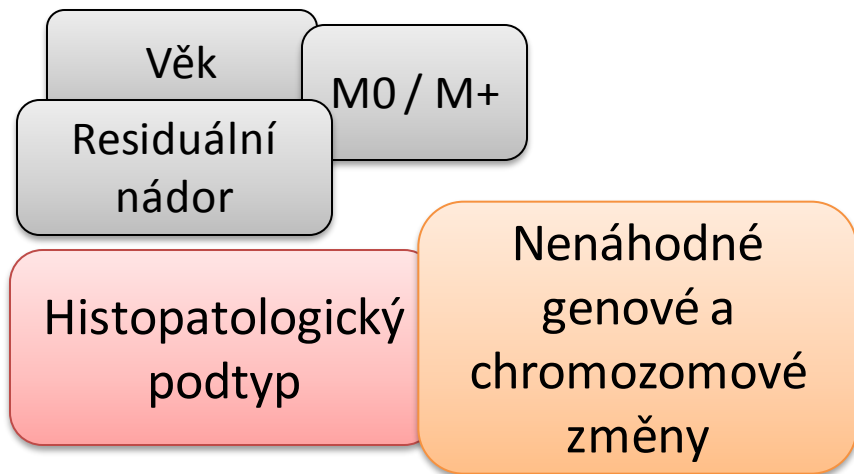 Věk
M0 / M+
Residuální
nádor
Histopatologický
podtyp
Nenáhodné
genové a
chromozomové
změny